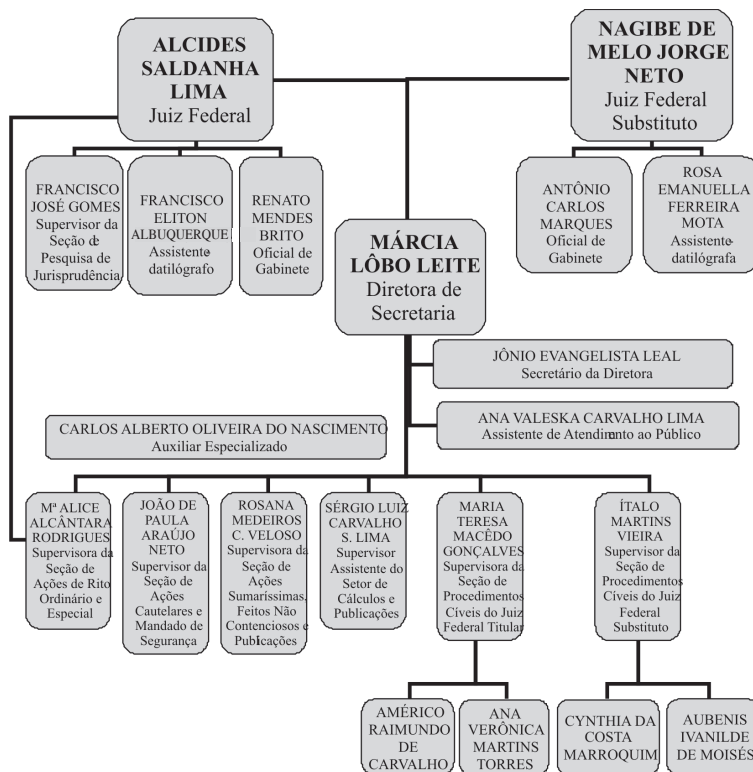 ALCIDES
SALDANHA
LIMA
Juiz Federal
NAGIBE DE
MELO JORGE
NETO
Juiz Federal
Substituto
FRANCISCO
JOSÉ GOMES
Supervisor da
Seção de
Pesquisa de
Jurisprudência
FRANCISCO
ELITON
ALBUQUERQUE
Assistente-
datilógrafo
RENATO
MENDES
BRITO
Oficial de
Gabinete
ANTÔNIO
CARLOS
MARQUES
Oficial de
Gabinete
ROSA
EMANUELLA
FERREIRA
MOTA
Assistente-
datilógrafa
MÁRCIA
LÔBO LEITE
Diretora de
Secretaria
JÔNIO EVANGELISTA LEAL
Secretário da Diretora
CARLOS ALBERTO OLIVEIRA DO NASCIMENTO
Auxiliar Especializado
ANA VALESKA CARVALHO LIMA
Assistente de Atendimento ao Público
Mª ALICE
ALCÂNTARA
RODRIGUES
Supervisora da
Seção de
Ações de Rito
Ordinário e
Especial
JOÃO DE
PAULA
ARAÚJO
NETO
Supervisor da
Seção de
Ações
Cautelares e
Mandado de
Segurança
ROSANA
MEDEIROS
C. VELOSO
Supervisora da
Seção de
Ações
Sumaríssimas,
Feitos Não
Contenciosos e
Publicações
SÉRGIO LUIZ
CARVALHO
S. LIMA
Supervisor
Assistente do
Setor de
Cálculos e
Publicações
MARIA
TERESA
MACÊDO
GONÇALVES
Supervisora da
Seção de
Procedimentos
Cíveis do Juiz
Federal Titular
ÍTALO
MARTINS
VIEIRA
Supervisor da
Seção de
Procedimentos
Cíveis do Juiz
Federal
Substituto
AMÉRICO
RAIMUNDO
DE
CARVALHO
ANA
VERÔNICA
MARTINS
TORRES
CYNTHIA DA
COSTA
MARROQUIM
AUBENIS
IVANILDE
DE MOISÉS